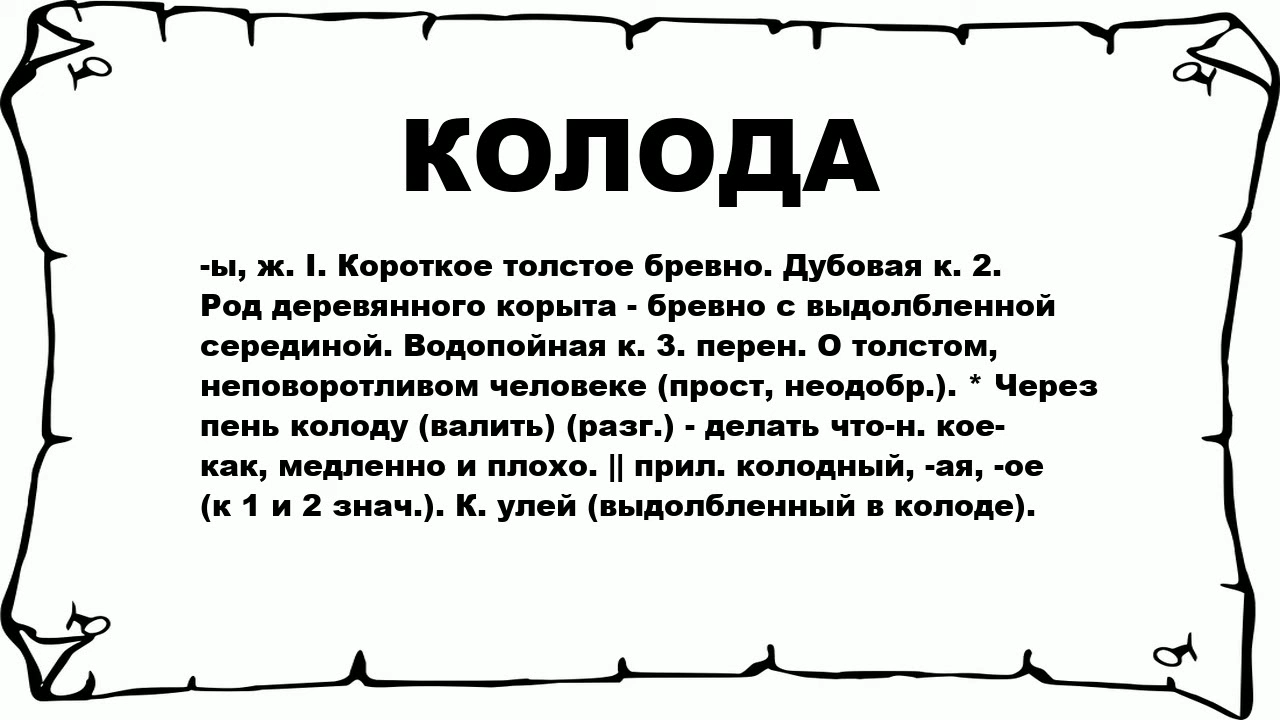 КОЛОДА
-ы, ж. I. Короткое толстое бревно. Дубовая к. 2.
Род деревянного корыта - бревно с выдолбленной
серединой. Водопойная к. 3. перен. О толстом,
неповоротливом человеке (прост, неодобр.). * Через
пень колоду (валить) (разг.) - делать что-н. кое-
как, медленно и плохо. || прил. колодный, -ая, -ое
(к 1 и 2 знач.). К. улей (выдолбленный в колоде).